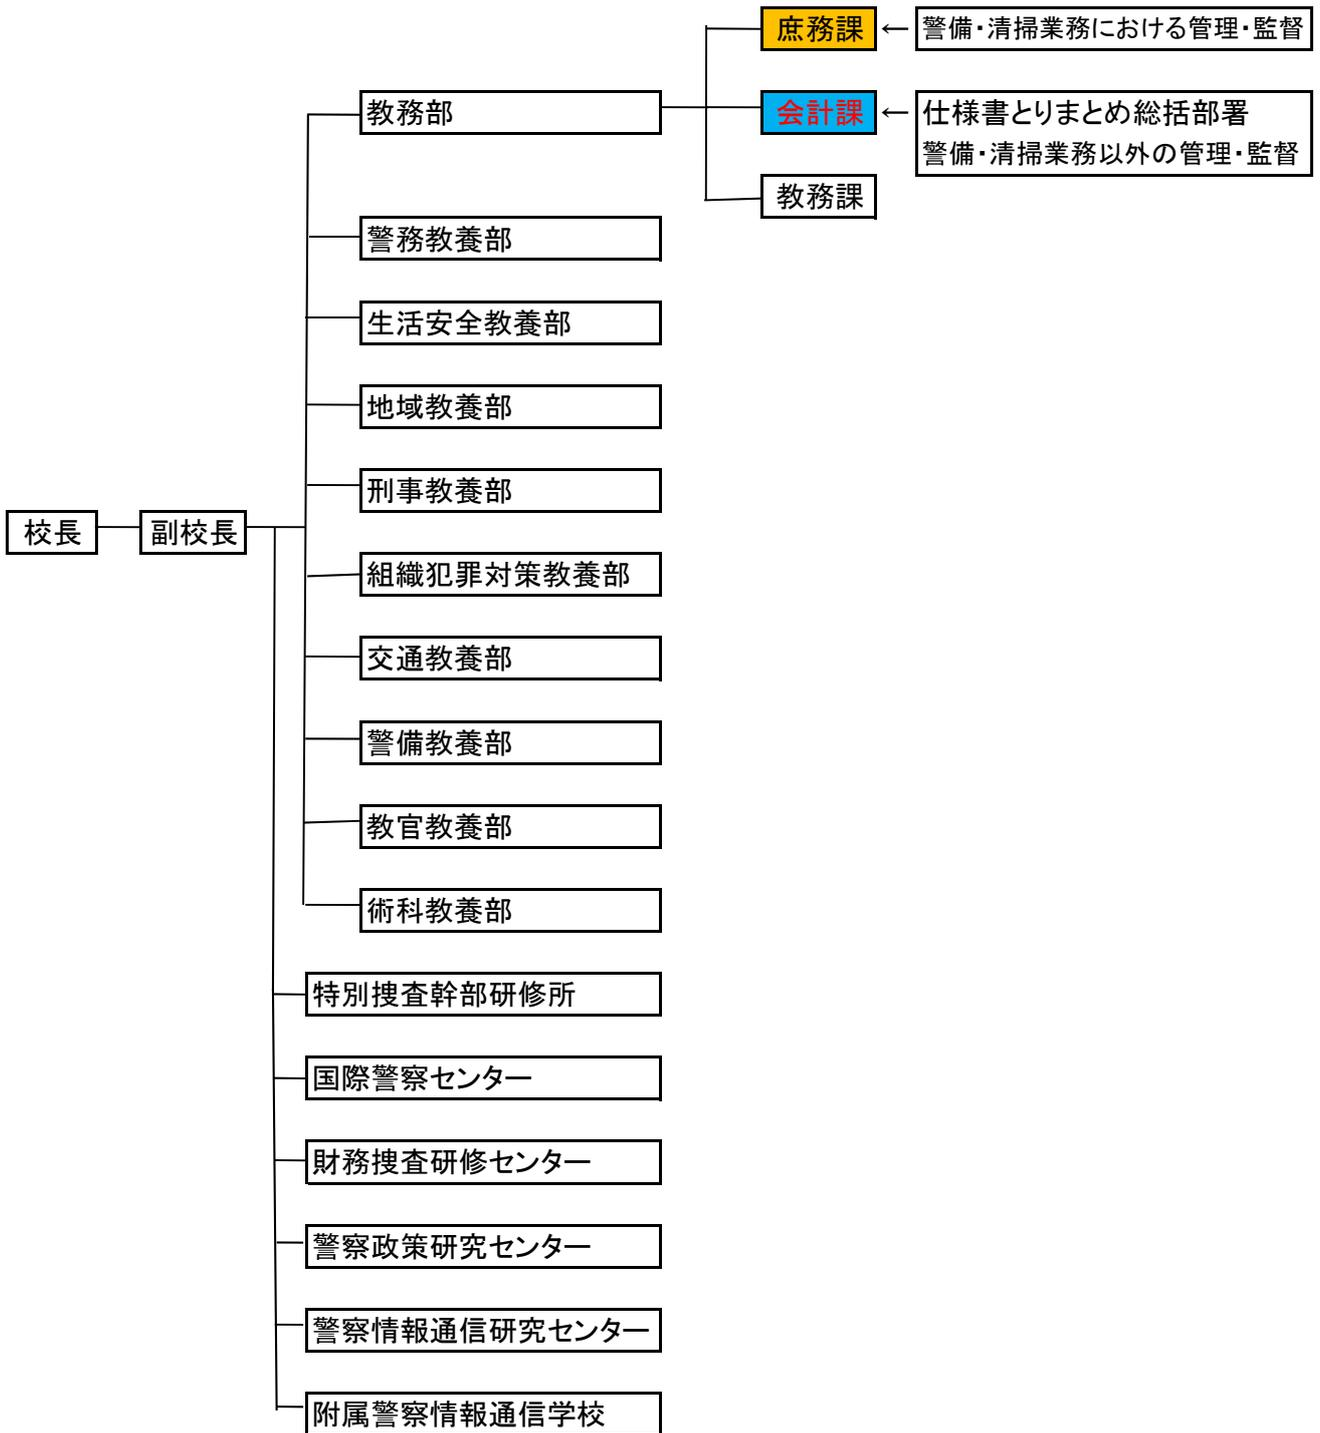 庶務課 ← 警備・清掃業務における管理・監督
教務部
会計課 ← 仕様書とりまとめ総括部署
警備・清掃業務以外の管理・監督
教務課
警務教養部
生活安全教養部
地域教養部
刑事教養部
校長
副校長
組織犯罪対策教養部
交通教養部
警備教養部
教官教養部
術科教養部
特別捜査幹部研修所
国際警察センター
財務捜査研修センター
警察政策研究センター
警察情報通信研究センター
附属警察情報通信学校